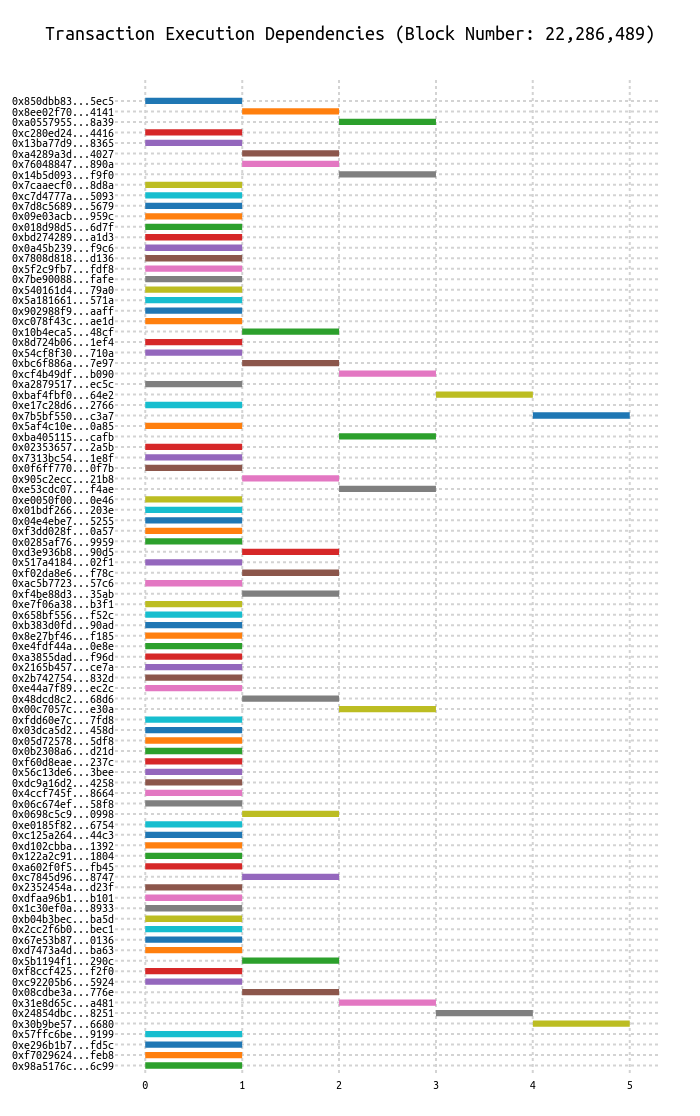 Transaction Execution Dependencies (Block Number: 22,286,489)
0x850dbb83...5ec5
0x8ee02f70...4141
0xa0557955...8a39
0xc280ed24...4416
0x13ba77d9...8365
0xa4289a3d...4027
0x76048847...890a
0x14b5d093...f9f0
0x7caaecf0...8d8a
0xc7d4777a...5093
0x7d8c5689...5679
0x09e03acb...959c
0x018d98d5...6d7f
0xbd274289...a1d3
0x0a45b239...f9c6
0x7808d818...d136
0x5f2c9fb7...fdf8
0x7be90088...fafe
0x540161d4...79a0
0x5a181661...571a
0x902988f9...aaff
0xc078f43c...ae1d
0x10b4eca5...48cf
0x8d724b06...1ef4
0x54cf8f30...710a
0xbc6f886a...7e97
0xcf4b49df...b090
0xa2879517...ec5c
0xbaf4fbf0...64e2
0xe17c28d6...2766
0x7b5bf550...c3a7
0x5af4c10e...0a85
0xba405115...cafb
0x02353657...2a5b
0x7313bc54...1e8f
0x0f6ff770...0f7b
0x905c2ecc...21b8
0xe53cdc07...f4ae
0xe0050f00...0e46
0x01bdf266...203e
0x04e4ebe7...5255
0xf3dd028f...0a57
0x0285af76...9959
0xd3e936b8...90d5
0x517a4184...02f1
0xf02da8e6...f78c
0xac5b7723...57c6
0xf4be88d3...35ab
0xe7f06a38...b3f1
0x658bf556...f52c
0xb383d0fd...90ad
0x8e27bf46...f185
0xe4fdf44a...0e8e
0xa3855dad...f96d
0x2165b457...ce7a
0x2b742754...832d
0xe44a7f89...ec2c
0x48dcd8c2...68d6
0x00c7057c...e30a
0xfdd60e7c...7fd8
0x03dca5d2...458d
0x05d72578...5df8
0x0b2308a6...d21d
0xf60d8eae...237c
0x56c13de6...3bee
0xdc9a16d2...4258
0x4ccf745f...8664
0x06c674ef...58f8
0x0698c5c9...0998
0xe0185f82...6754
0xc125a264...44c3
0xd102cbba...1392
0x122a2c91...1804
0xa602f0f5...fb45
0xc7845d96...8747
0x2352454a...d23f
0xdfaa96b1...b101
0x1c30ef0a...8933
0xb04b3bec...ba5d
0x2cc2f6b0...bec1
0x67e53b87...0136
0xd7473a4d...ba63
0x5b1194f1...290c
0xf8ccf425...f2f0
0xc92205b6...5924
0x08cdbe3a...776e
0x31e8d65c...a481
0x24854dbc...8251
0x30b9be57...6680
0x57ffc6be...9199
0xe296b1b7...fd5c
0xf7029624...feb8
0x98a5176c...6c99
0 1 2 3 4 5